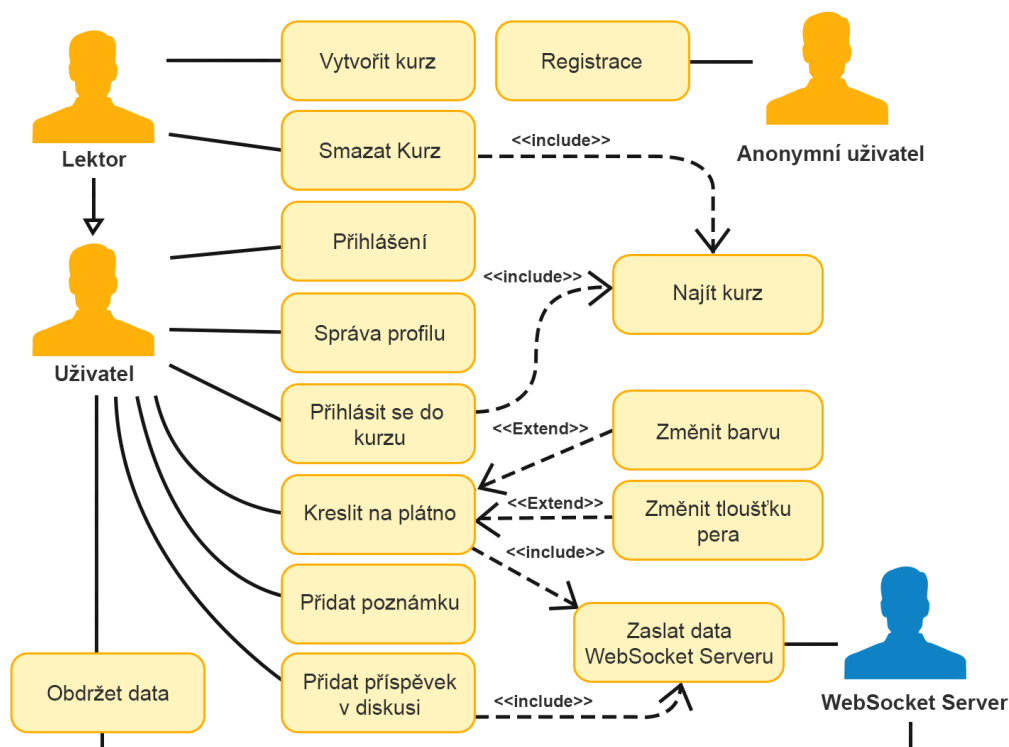 Vytvořit kurz
Registrace
Lektor
Smazat Kurz
<<include>>
Anonymní uživatel
Přihlášení
<<include>>
Najít kurz
Správa profilu
Uživatel
Přihlásit se do
kurzu
<<Extend>>
Změnit barvu
Kreslit na plátno
<<Extend>>
Změnit tloušťku
pera
<<include>>
Přidat poznámku
Zaslat data
WebSocket Serveru
Obdržet data
Přidat příspěvek
v diskusi
<<include>>
WebSocket Server